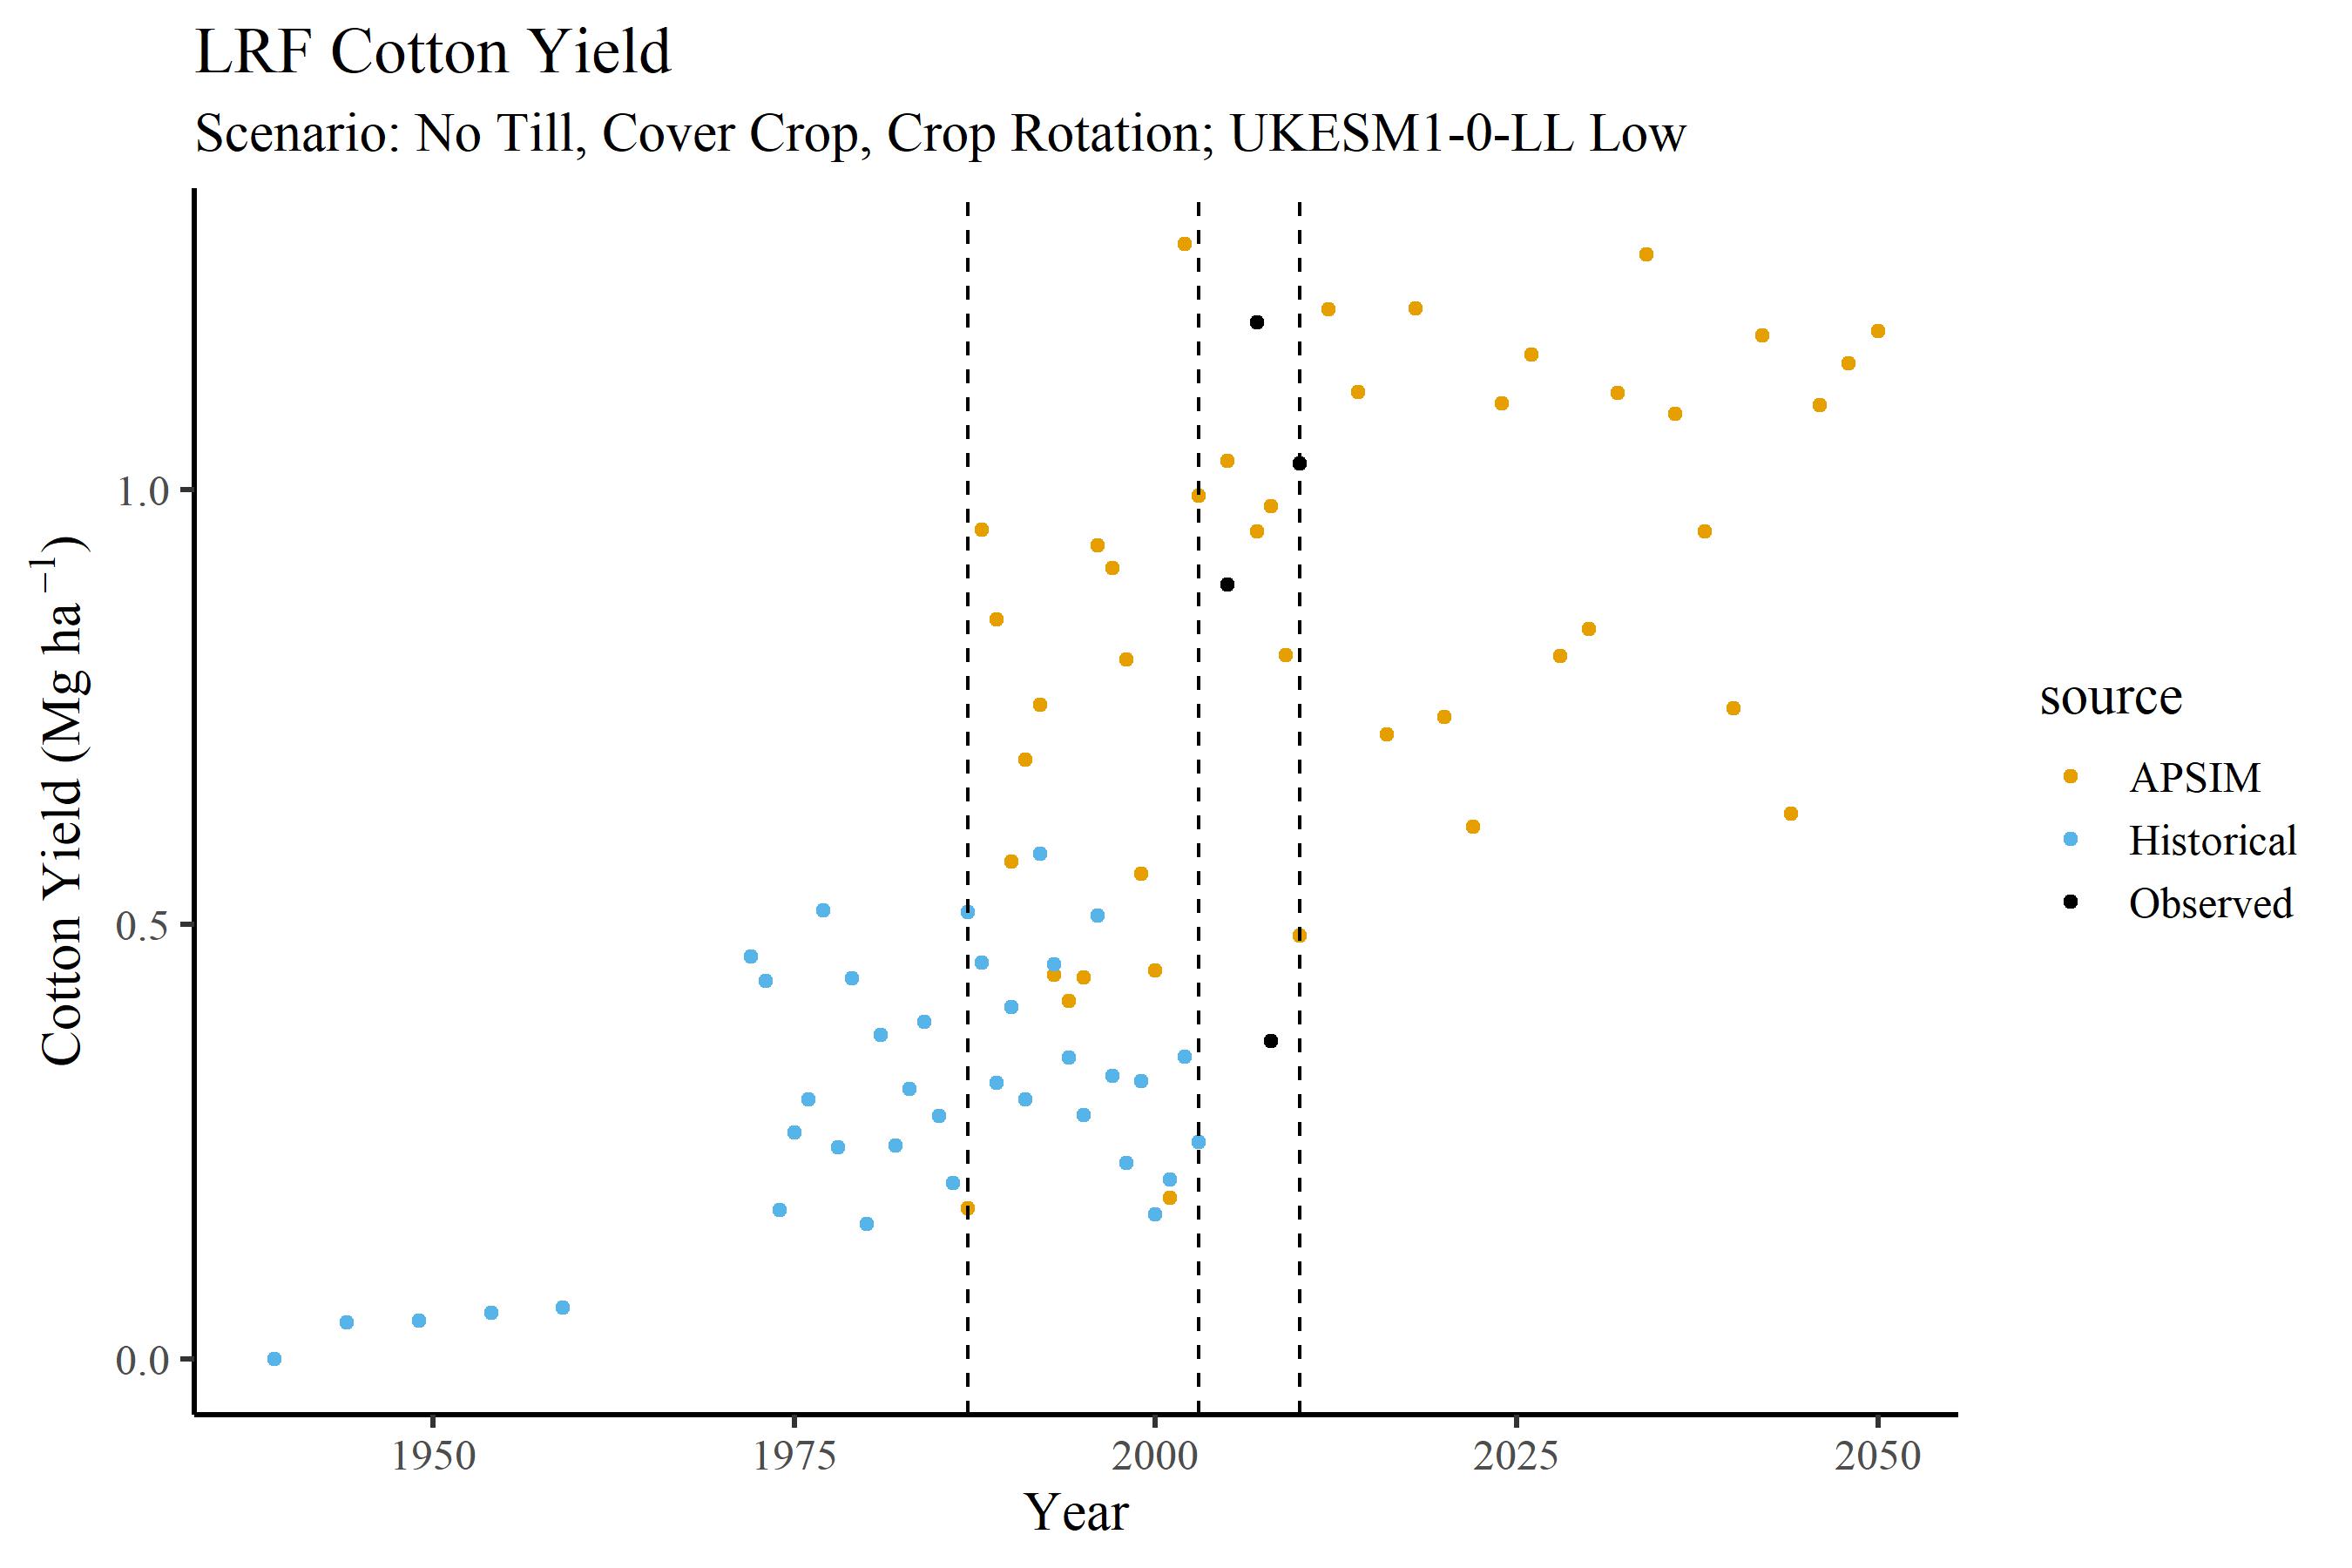 LRF Cotton Yield
Scenario: No Till, Cover Crop, Crop Rotation; UKESM1-0-LL Low
Cotton Yield (Mg ha⁻¹)
1.0
0.5
0.0
1950 1975 2000 2025 2050
Year
source
APSIM
Historical
Observed